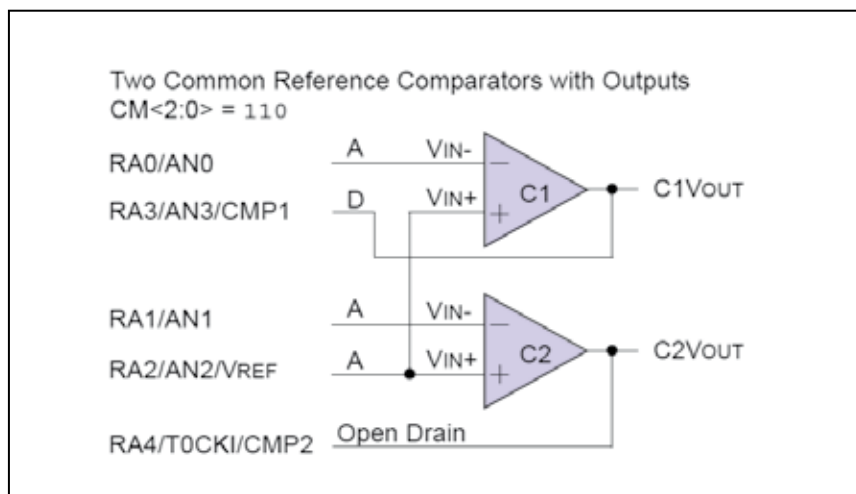 Two Common Reference Comparators with Outputs
CM<2:0> = 110
RA0/AN0 A VIN- − C1 C1VOUT
RA3/AN3/CMP1 D VIN+ +
RA1/AN1 A VIN- − C2 C2VOUT
RA2/AN2/VREF A VIN+ +
RA4/T0CKI/CMP2 Open Drain